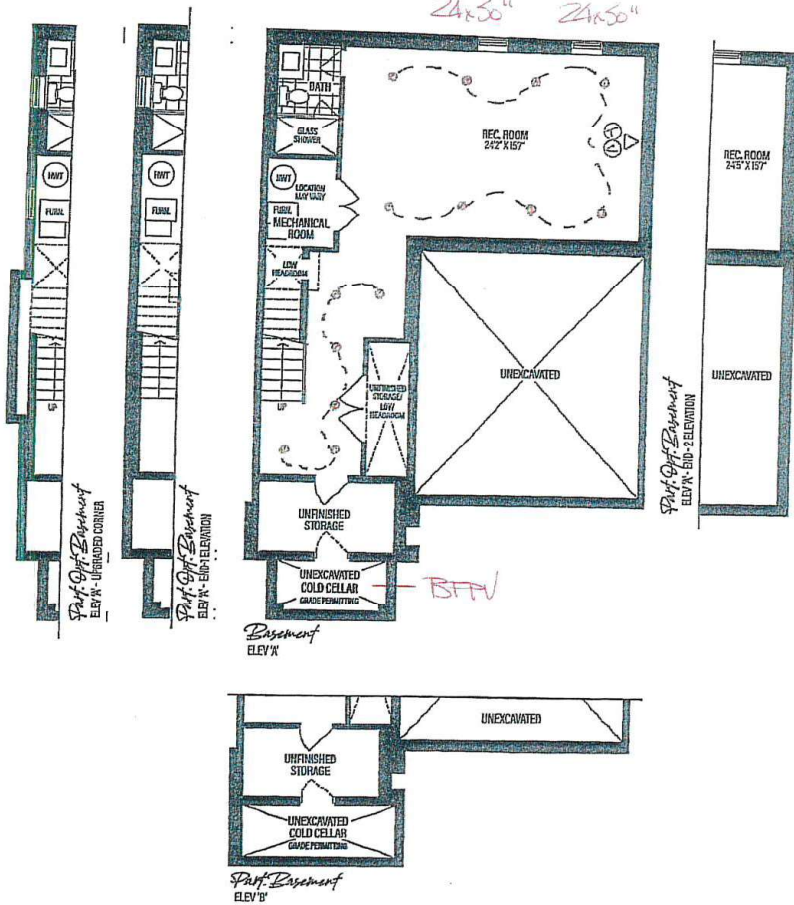 24x50" 24x50"
BATH
GLASS
SHOWER
REC. ROOM
24'2" X 15'7"
HWT
LOCATION
MAY VARY
FURN.
MECHANICAL
ROOM
LOW
HEADROOM
UP
UNFINISHED
STORAGE/
LOW
HEADROOM
UNEXCAVATED
UNFINISHED
STORAGE
UNEXCAVATED
COLD CELLAR
GRADE PERMITTING
Basement
ELEV 'A'
HWT
FURN.
UP
Part. Opt. Basement
ELEV 'A' - UPGRADED CORNER
HWT
FURN.
UP
Part. Opt. Basement
ELEV 'A' - END-1 ELEVATION
REC. ROOM
24'5" X 15'7"
UNEXCAVATED
Part. Opt. Basement
ELEV 'A' - END-2 ELEVATION
UNEXCAVATED
UNFINISHED
STORAGE
UNEXCAVATED
COLD CELLAR
GRADE PERMITTING
Part. Basement
ELEV 'B'